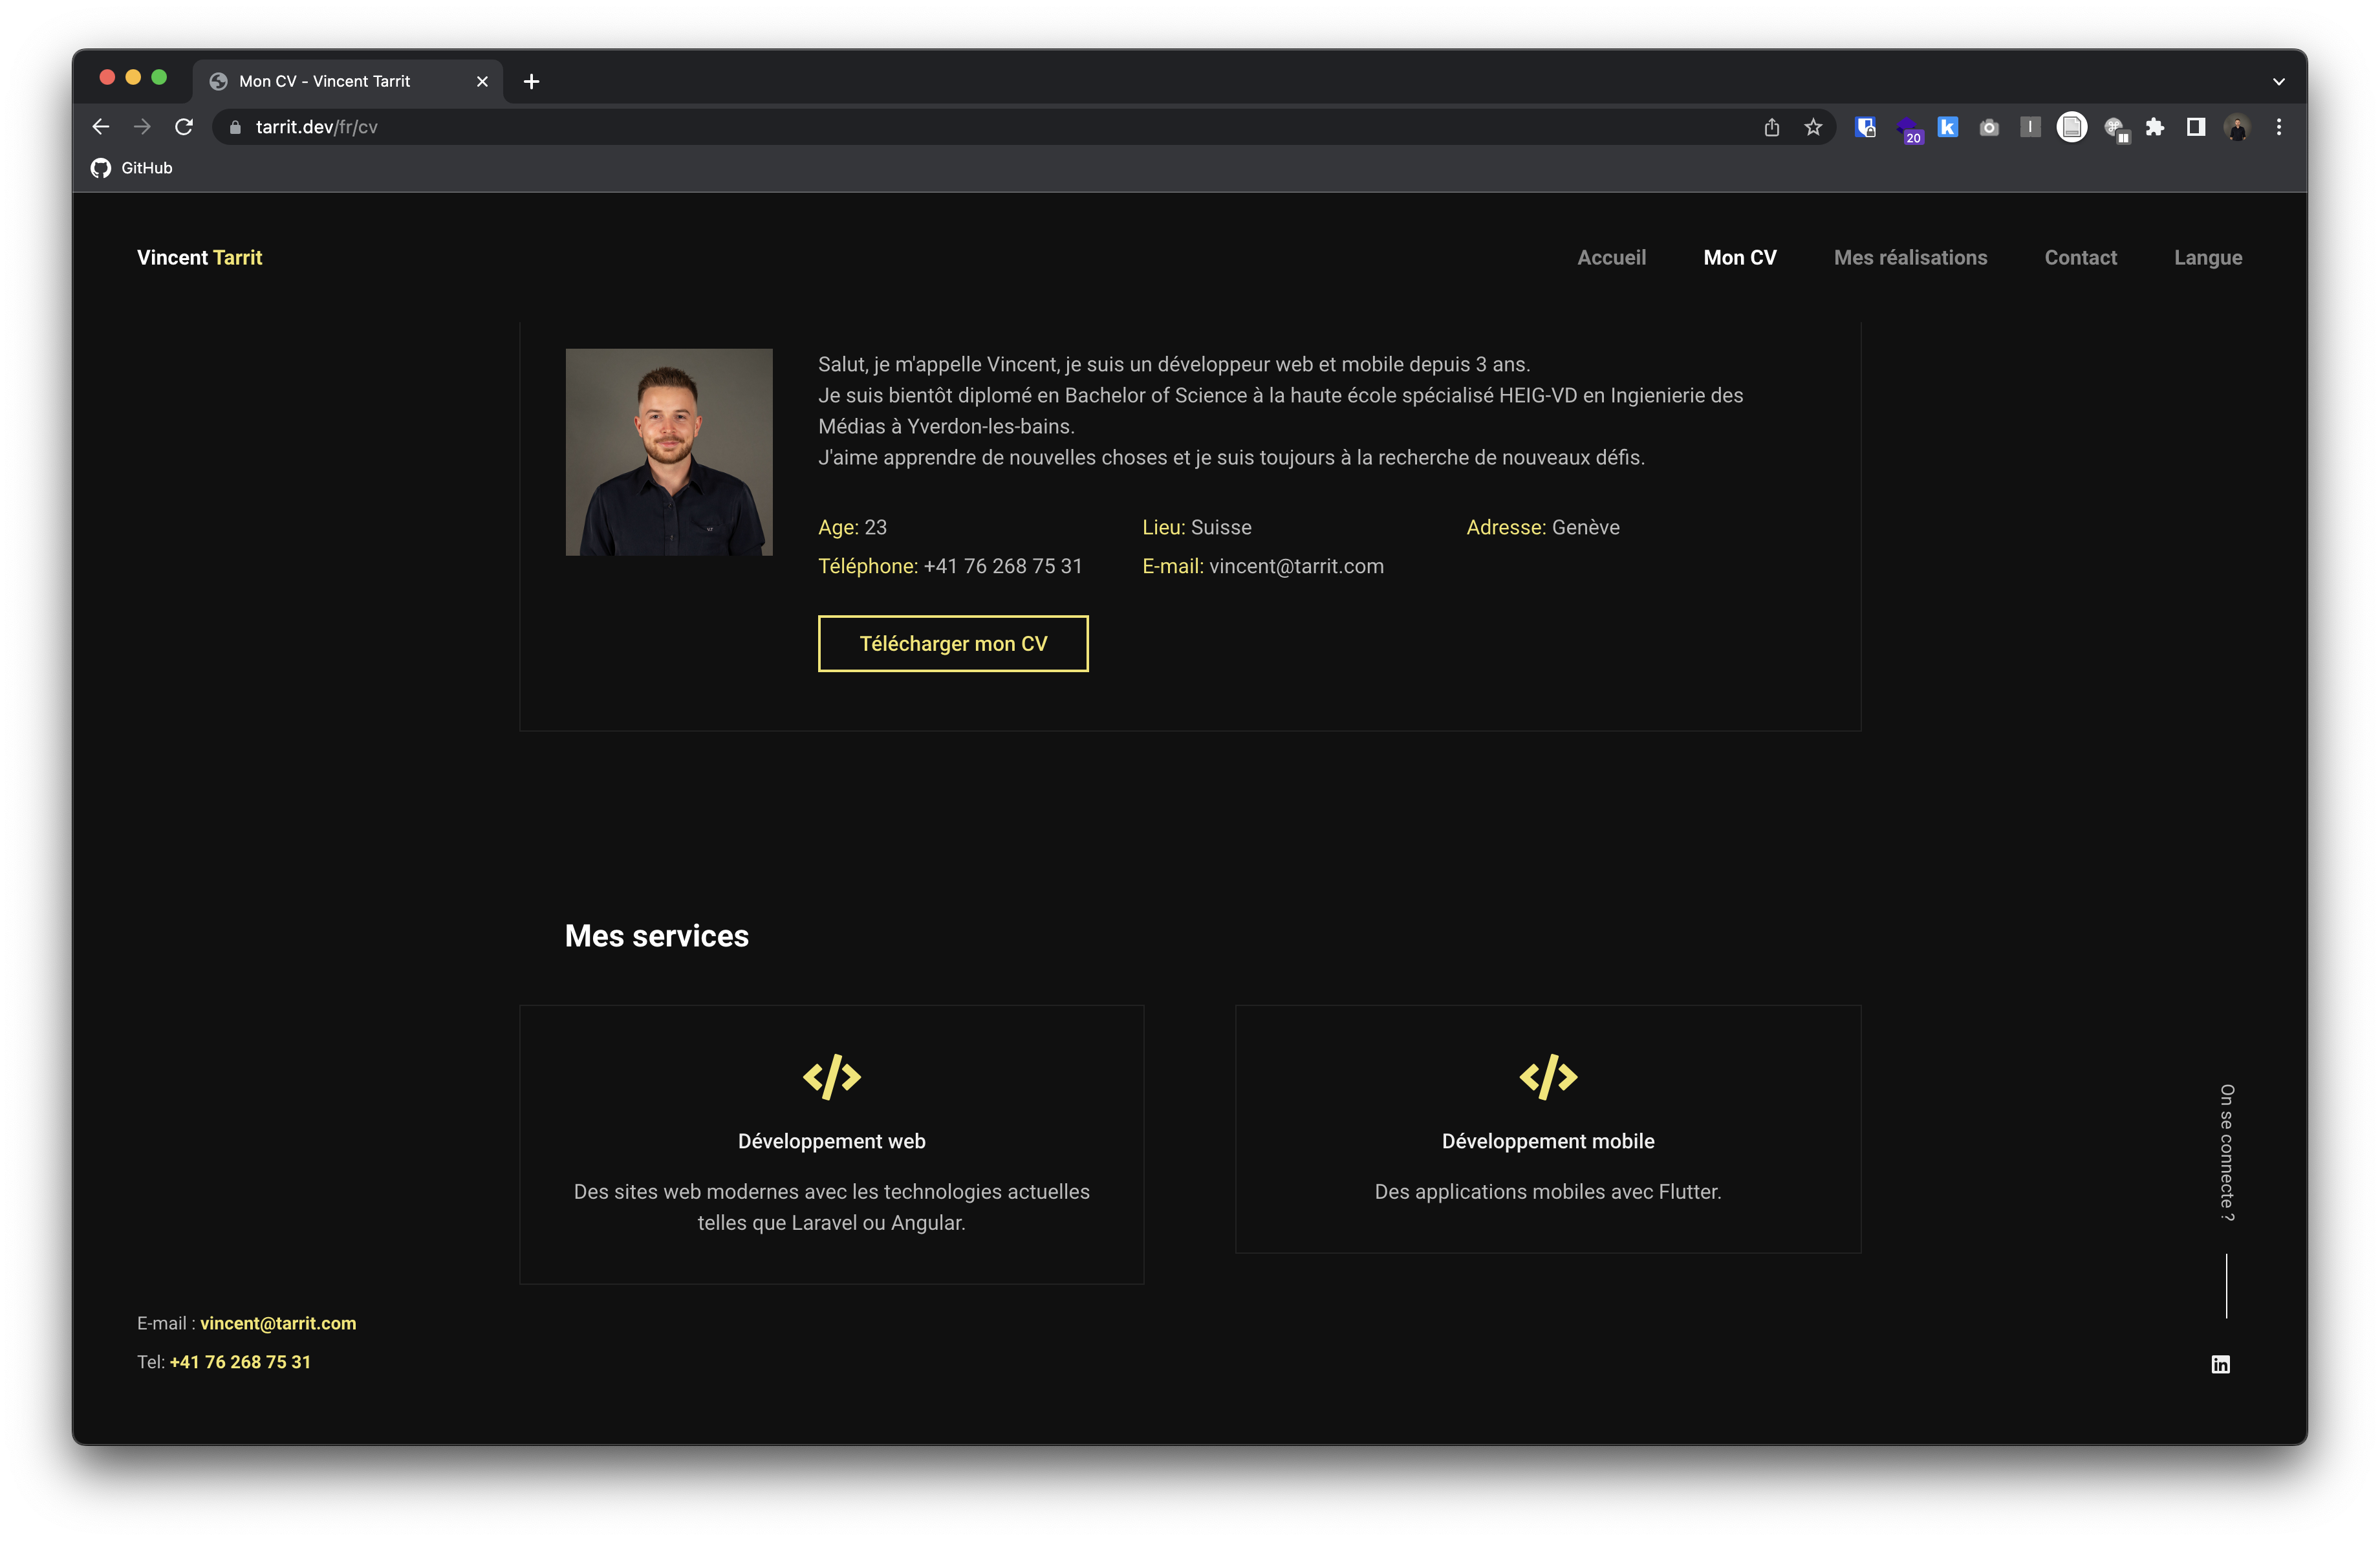 Mon CV - Vincent Tarrit
tarrit.dev/fr/cv
20
GitHub
Vincent Tarrit
Accueil
Mon CV
Mes réalisations
Contact
Langue
Salut, je m'appelle Vincent, je suis un développeur web et mobile depuis 3 ans.
Je suis bientôt diplomé en Bachelor of Science à la haute école spécialisé HEIG-VD en Ingienierie des
Médias à Yverdon-les-bains.
J'aime apprendre de nouvelles choses et je suis toujours à la recherche de nouveaux défis.
Age: 23
Lieu: Suisse
Adresse: Genève
Téléphone: +41 76 268 75 31
E-mail: vincent@tarrit.com
Télécharger mon CV
Mes services
Développement web
Des sites web modernes avec les technologies actuelles
telles que Laravel ou Angular.
Développement mobile
Des applications mobiles avec Flutter.
On se connecte ?
E-mail : vincent@tarrit.com
Tel: +41 76 268 75 31
in